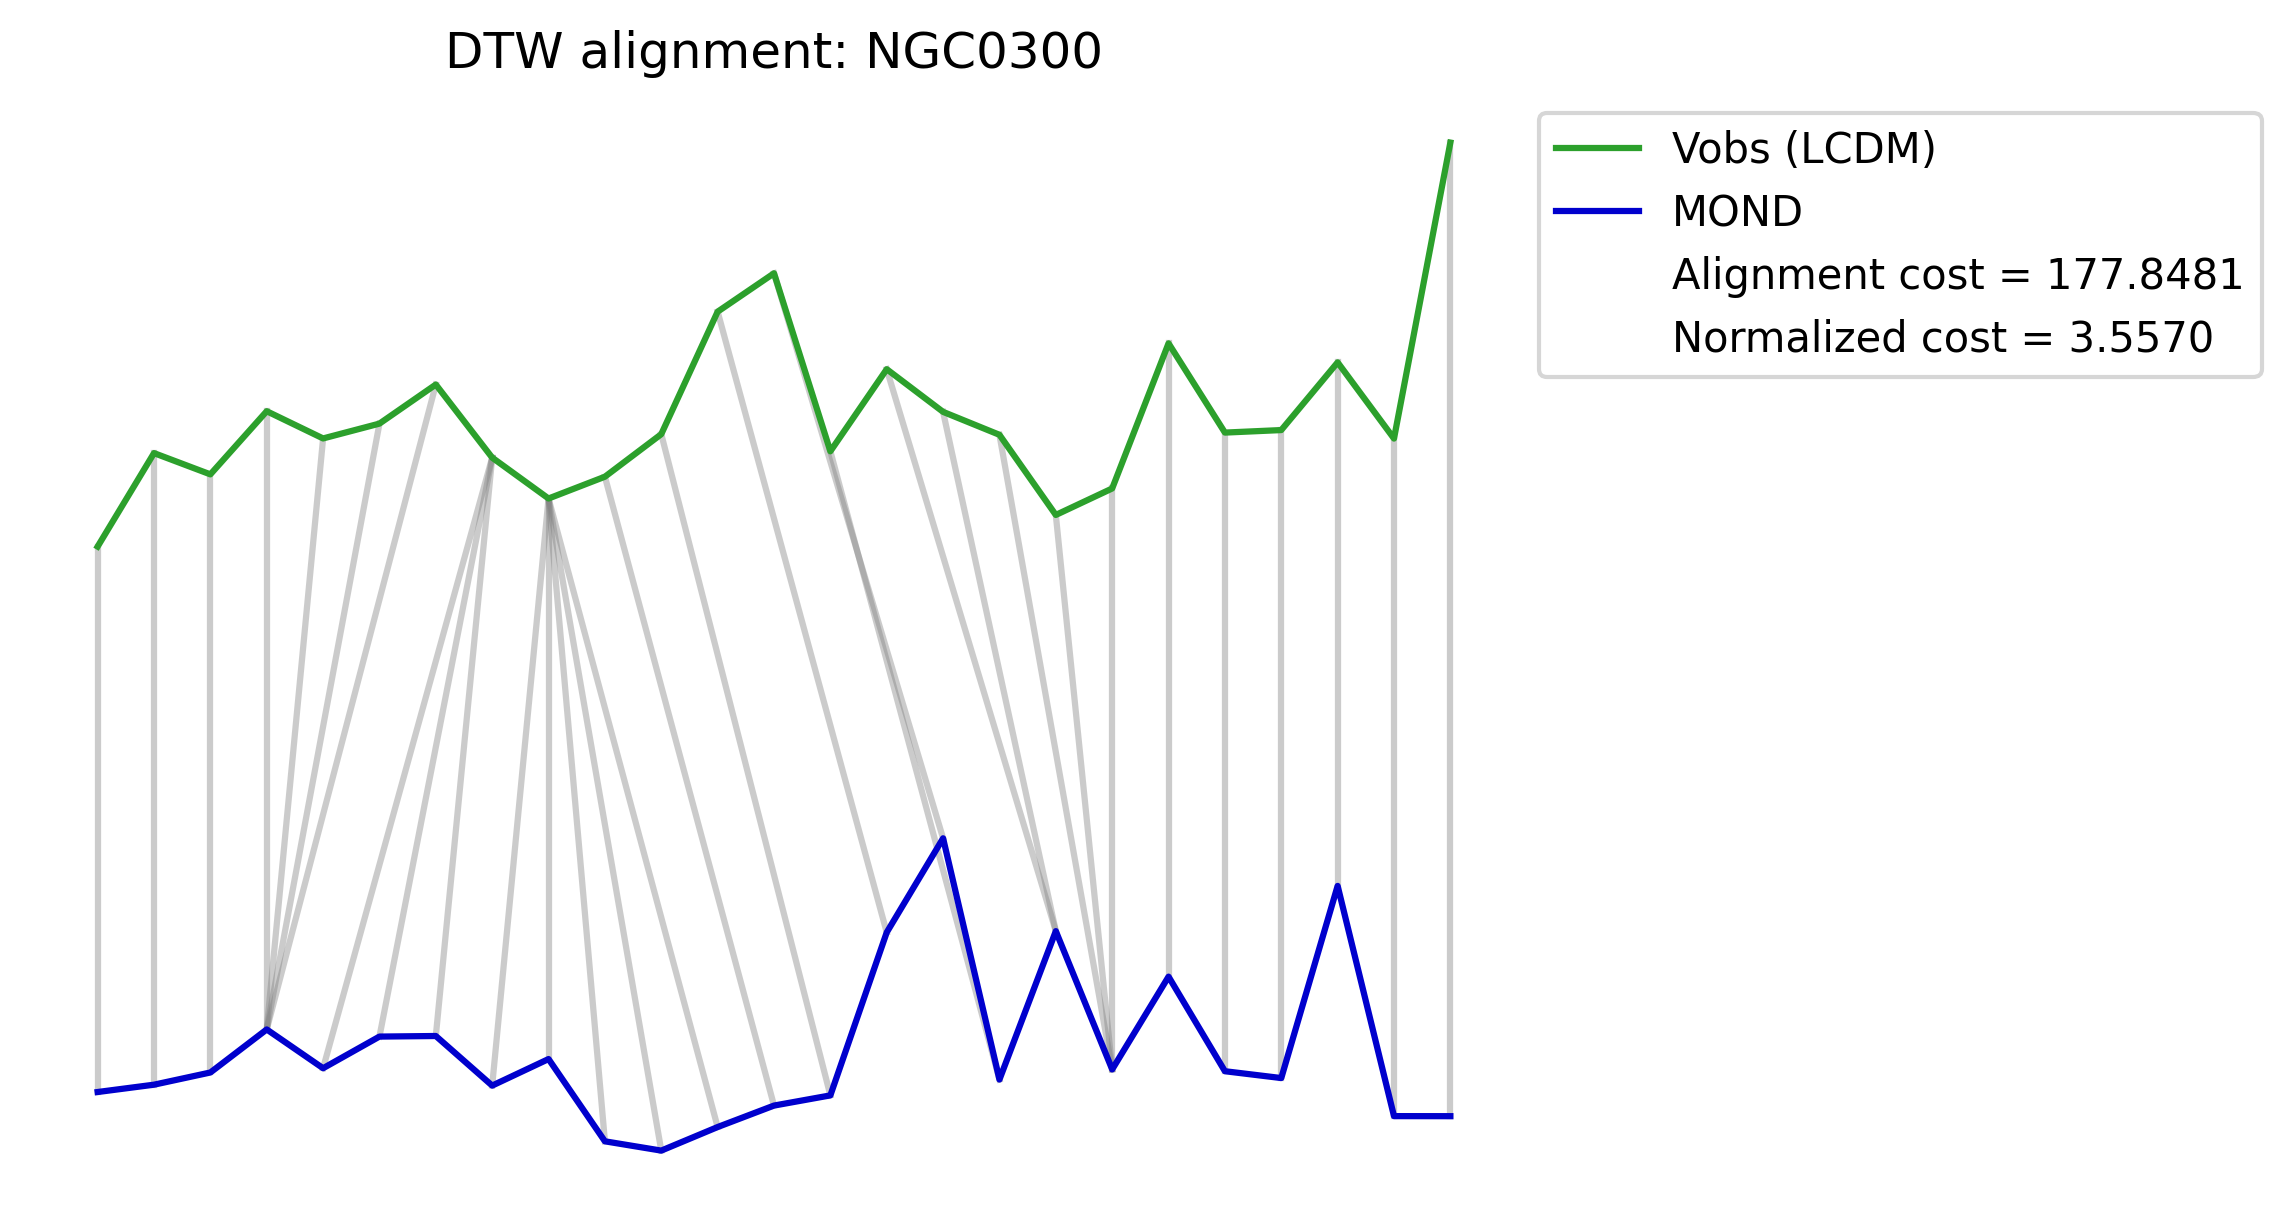 DTW alignment: NGC0300
Vobs (LCDM)
MOND
Alignment cost = 177.8481
Normalized cost = 3.5570